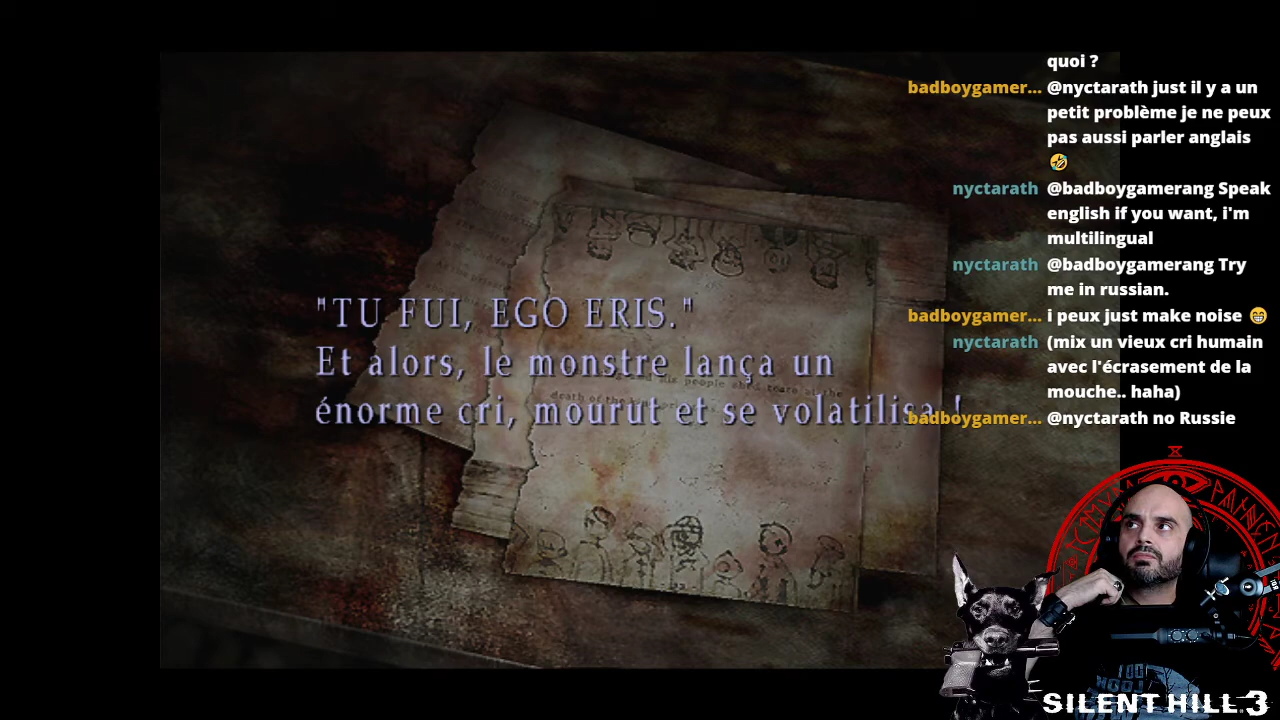 "TU FUI, EGO ERIS."
Et alors, le monstre lança un
énorme cri, mourut et se volatilisa !
quoi ?
badboygamer... @nyctarath just il y a un
petit problème je ne peux
pas aussi parler anglais
🤣
nyctarath @badboygamerang Speak
english if you want, i'm
multilingual
nyctarath @badboygamerang Try
me in russian.
badboygamer... i peux just make noise 😁
nyctarath (mix un vieux cri humain
avec l'écrasement de la
mouche.. haha)
badboygamer... @nyctarath no Russie
SILENT HILL 3